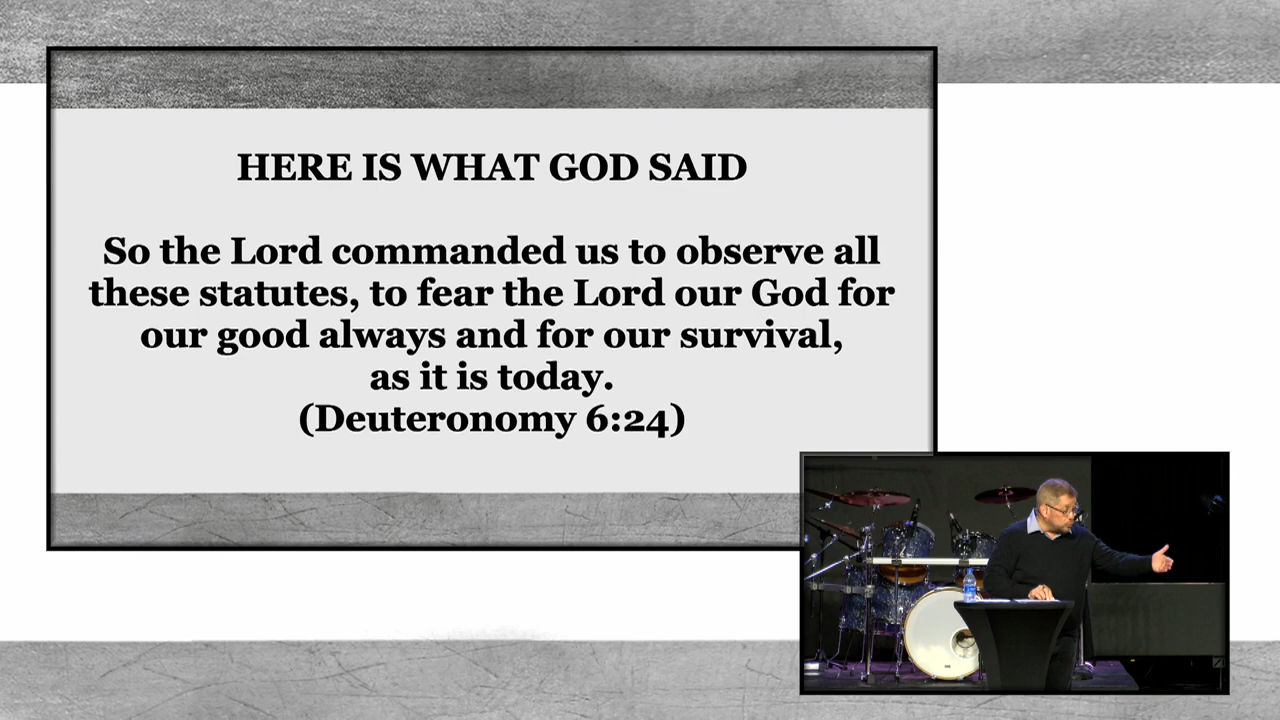 HERE IS WHAT GOD SAID
So the Lord commanded us to observe all
these statutes, to fear the Lord our God for
our good always and for our survival,
as it is today.
(Deuteronomy 6:24)